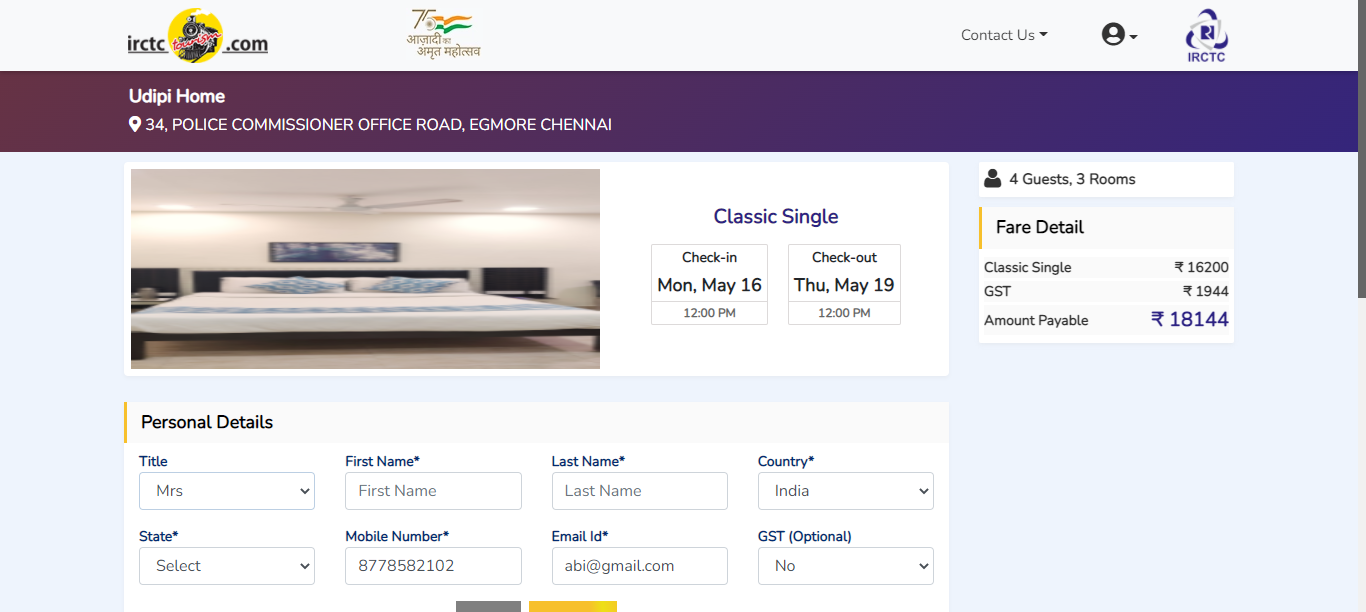 irctc tourism .com
75
आज़ादी का
अमृत महोत्सव
Contact Us
IRCTC
Udipi Home
34, POLICE COMMISSIONER OFFICE ROAD, EGMORE CHENNAI
Classic Single
Check-in
Mon, May 16
12:00 PM
Check-out
Thu, May 19
12:00 PM
4 Guests, 3 Rooms
Fare Detail
Classic Single ₹ 16200
GST ₹ 1944
Amount Payable ₹ 18144
Personal Details
Title First Name* Last Name* Country*
Mrs First Name Last Name India
State* Mobile Number* Email Id* GST (Optional)
Select 8778582102 abi@gmail.com No